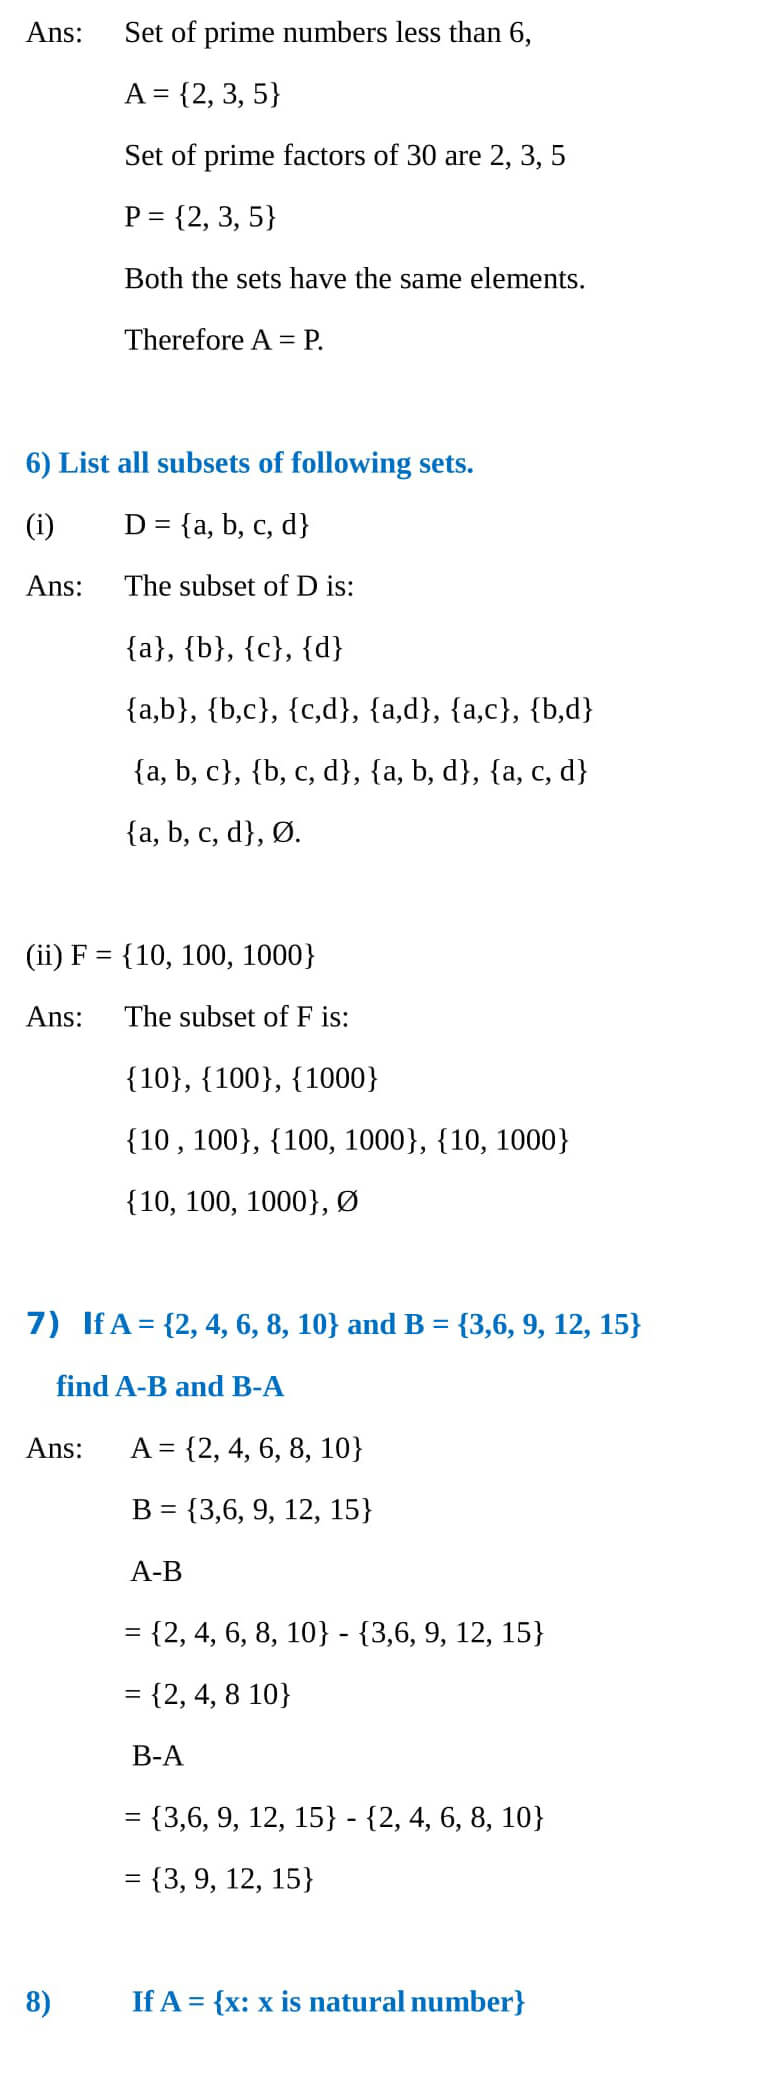 Ans: Set of prime numbers less than 6,
A = {2, 3, 5}
Set of prime factors of 30 are 2, 3, 5
P = {2, 3, 5}
Both the sets have the same elements.
Therefore A = P.
6) List all subsets of following sets.
(i) D = {a, b, c, d}
Ans: The subset of D is:
{a}, {b}, {c}, {d}
{a,b}, {b,c}, {c,d}, {a,d}, {a,c}, {b,d}
{a, b, c}, {b, c, d}, {a, b, d}, {a, c, d}
{a, b, c, d}, Ø.
(ii) F = {10, 100, 1000}
Ans: The subset of F is:
{10}, {100}, {1000}
{10 , 100}, {100, 1000}, {10, 1000}
{10, 100, 1000}, Ø
7) If A = {2, 4, 6, 8, 10} and B = {3,6, 9, 12, 15}
find A-B and B-A
Ans: A = {2, 4, 6, 8, 10}
B = {3,6, 9, 12, 15}
A-B
= {2, 4, 6, 8, 10} - {3,6, 9, 12, 15}
= {2, 4, 8 10}
B-A
= {3,6, 9, 12, 15} - {2, 4, 6, 8, 10}
= {3, 9, 12, 15}
8) If A = {x: x is natural number}